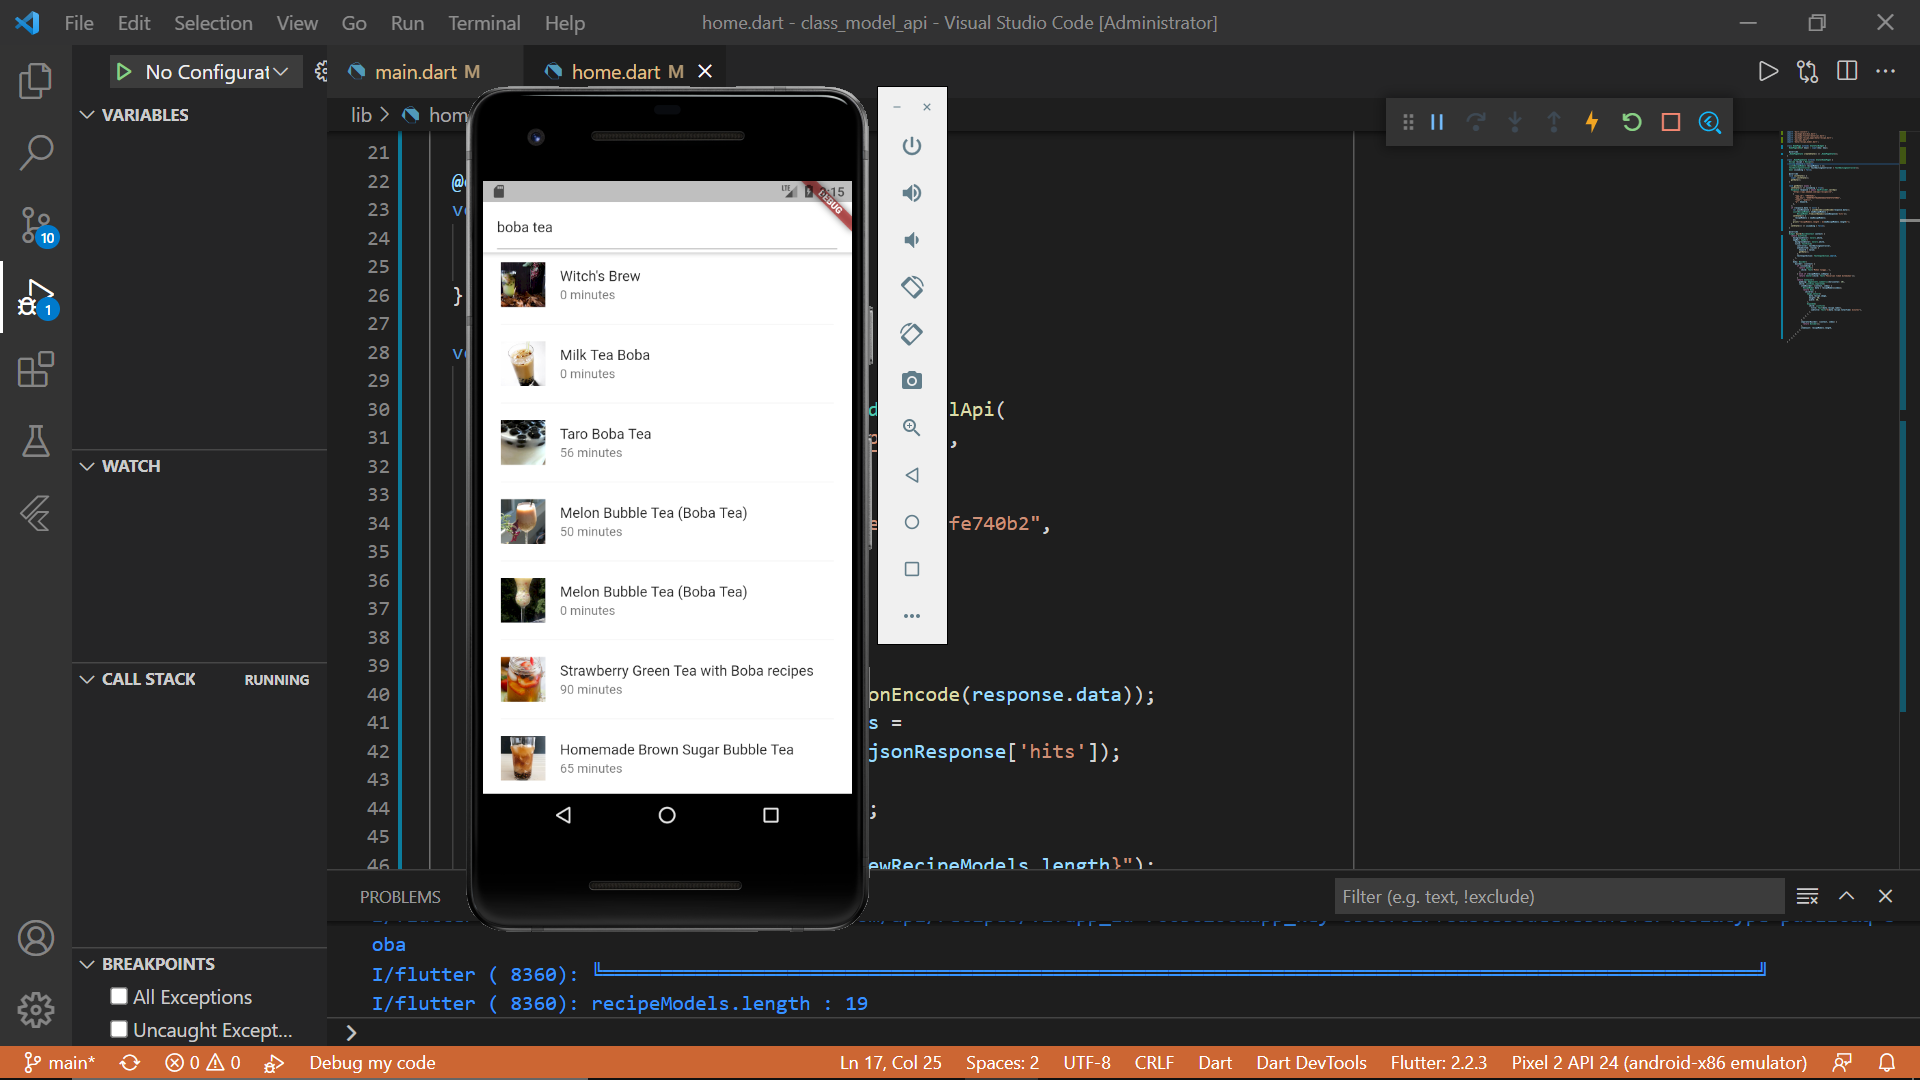 File Edit Selection View Go Run Terminal Help
home.dart - class_model_api - Visual Studio Code [Administrator]
No Configurat
main.dart M
home.dart M
VARIABLES
lib
hom
21
22
23
24
25
26 }
27
28
29
30 lApi(
31 ,
32
33
34 fe740b2",
35
36
37
38
39
40 onEncode(response.data));
41 s =
42 jsonResponse['hits']);
43
44 ;
45
46 ewRecipeModels.length}");
WATCH
CALL STACK RUNNING
BREAKPOINTS
All Exceptions
Uncaught Except...
LTE
:15
DEBUG
boba tea
Witch's Brew
0 minutes
Milk Tea Boba
0 minutes
Taro Boba Tea
56 minutes
Melon Bubble Tea (Boba Tea)
50 minutes
Melon Bubble Tea (Boba Tea)
0 minutes
Strawberry Green Tea with Boba recipes
90 minutes
Homemade Brown Sugar Bubble Tea
65 minutes
PROBLEMS
Filter (e.g. text, !exclude)
oba
I/flutter ( 8360): ╚══════════════════════════════════════════════════════════════════════════════════════════╝
I/flutter ( 8360): recipeModels.length : 19
10
1
main* 0 0 Debug my code
Ln 17, Col 25 Spaces: 2 UTF-8 CRLF Dart Dart DevTools Flutter: 2.2.3 Pixel 2 API 24 (android-x86 emulator)